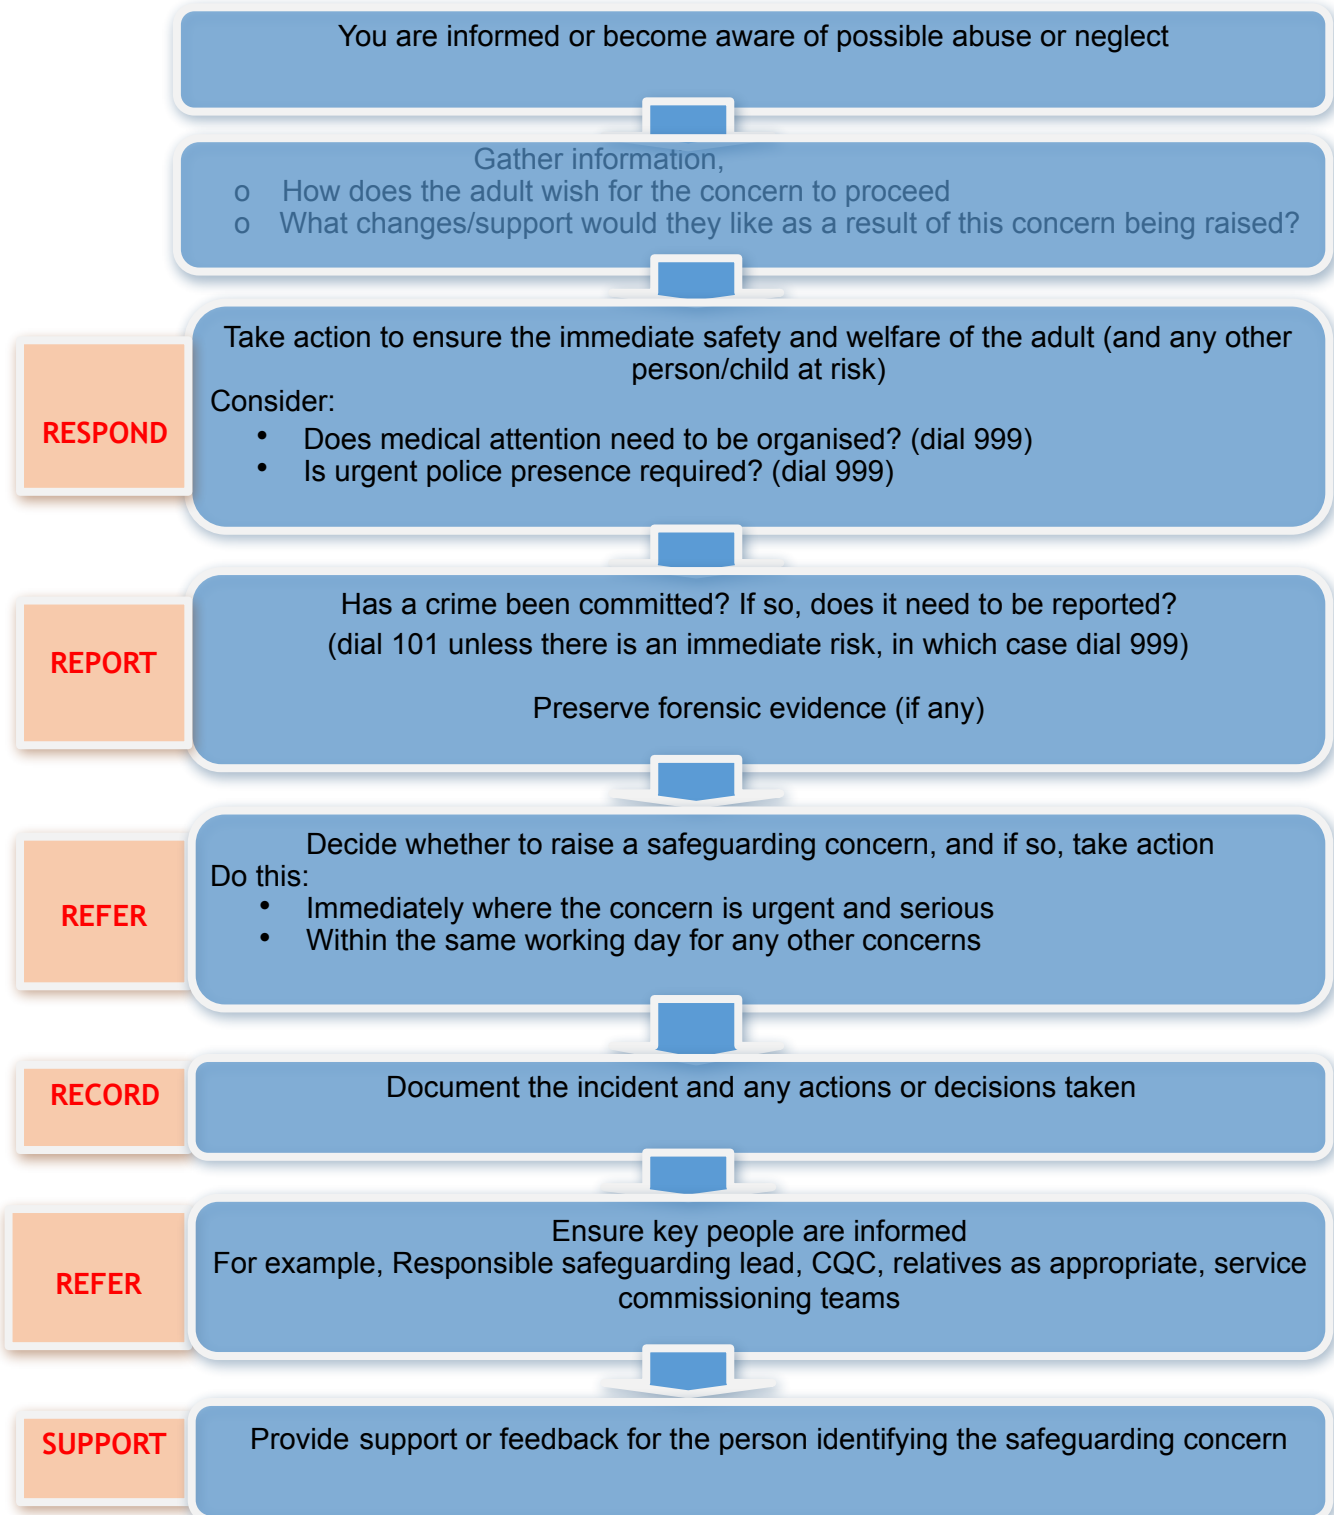 You are informed or become aware of possible abuse or neglect
Gather information,
o How does the adult wish for the concern to proceed
o What changes/support would they like as a result of this concern being raised?
RESPOND
Take action to ensure the immediate safety and welfare of the adult (and any other
person/child at risk)
Consider:
• Does medical attention need to be organised? (dial 999)
• Is urgent police presence required? (dial 999)
REPORT
Has a crime been committed? If so, does it need to be reported?
(dial 101 unless there is an immediate risk, in which case dial 999)
Preserve forensic evidence (if any)
REFER
Decide whether to raise a safeguarding concern, and if so, take action
Do this:
• Immediately where the concern is urgent and serious
• Within the same working day for any other concerns
RECORD
Document the incident and any actions or decisions taken
REFER
Ensure key people are informed
For example, Responsible safeguarding lead, CQC, relatives as appropriate, service
commissioning teams
SUPPORT
Provide support or feedback for the person identifying the safeguarding concern